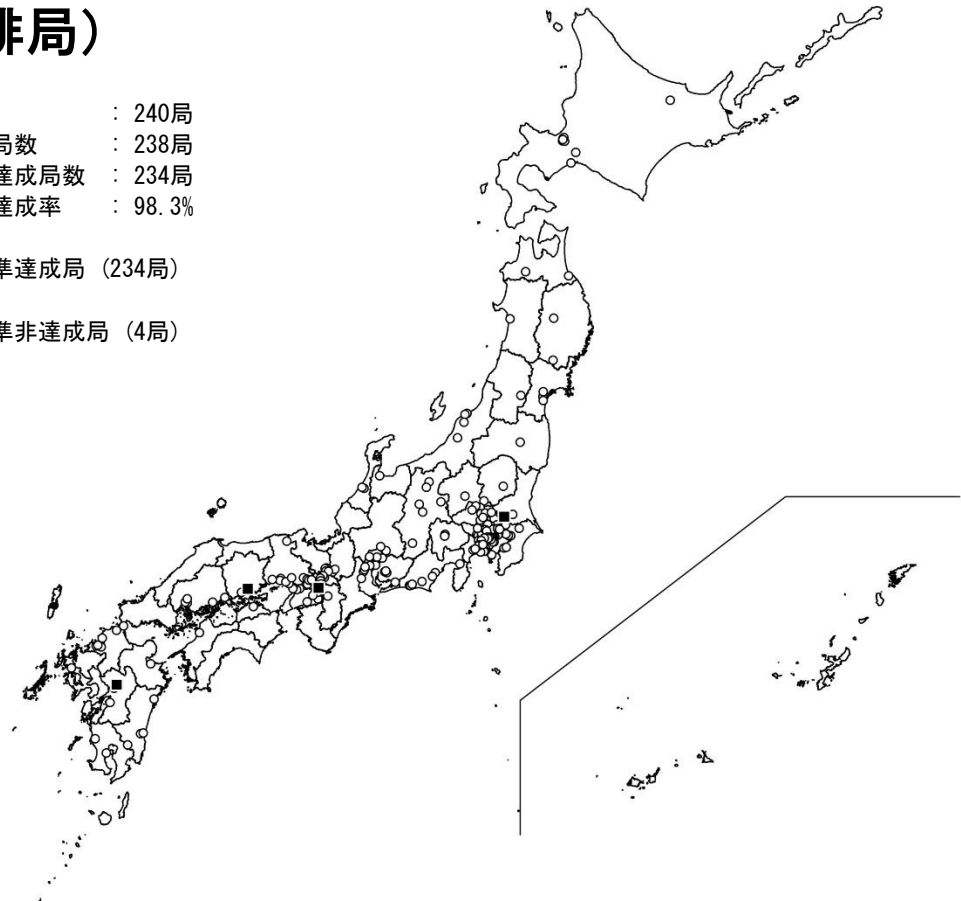 排局）
: 240局
局数 : 238局
達成局数 : 234局
達成率 : 98.3%
準達成局 (234局)
準非達成局 (4局)